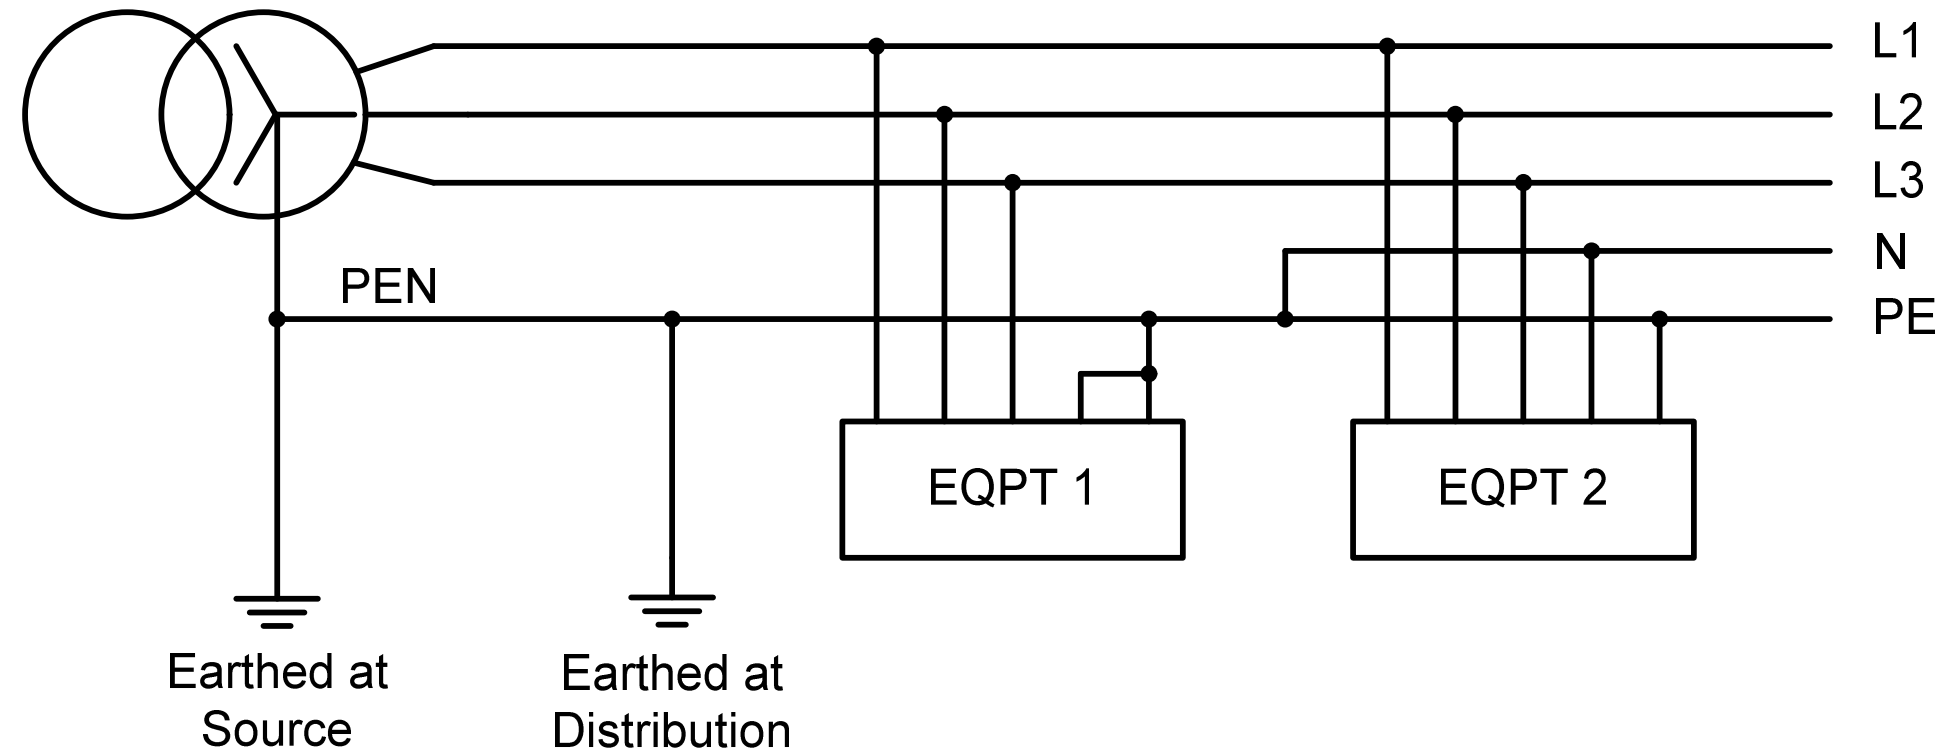 L1
L2
L3
N
PEN
PE
EQPT 1
EQPT 2
Earthed at
Source
Earthed at
Distribution